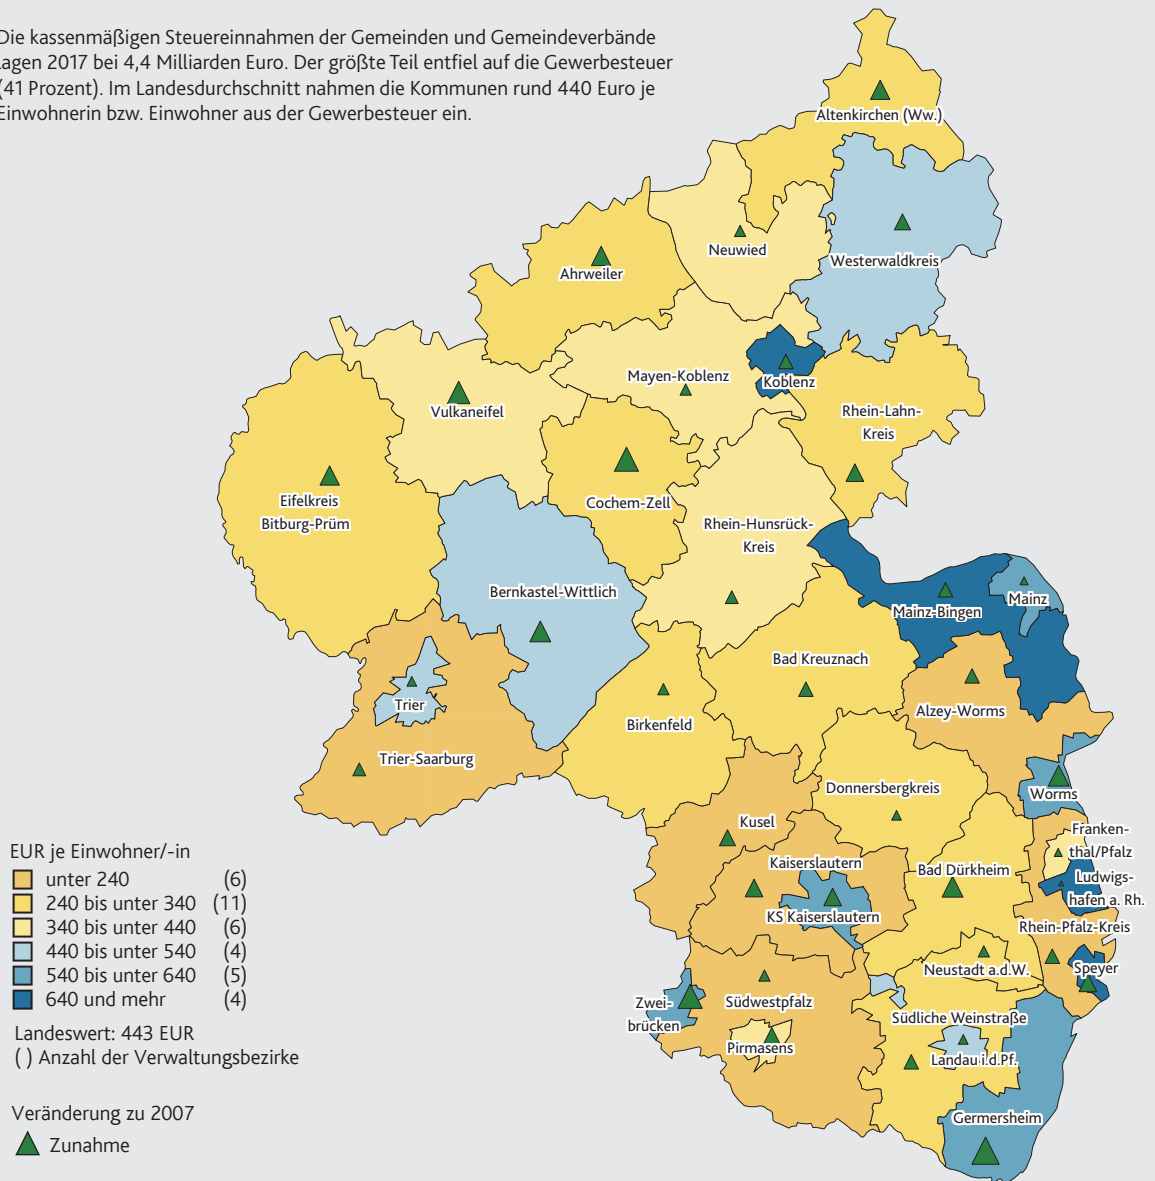 Die kassenmäßigen Steuereinnahmen der Gemeinden und Gemeindeverbände
lagen 2017 bei 4,4 Milliarden Euro. Der größte Teil entfiel auf die Gewerbesteuer
(41 Prozent). Im Landesdurchschnitt nahmen die Kommunen rund 440 Euro je
Einwohnerin bzw. Einwohner aus der Gewerbesteuer ein.
Altenkirchen (Ww.)
Neuwied
Westerwaldkreis
Ahrweiler
Mayen-Koblenz
Koblenz
Vulkaneifel
Rhein-Lahn-
Kreis
Eifelkreis
Bitburg-Prüm
Cochem-Zell
Rhein-Hunsrück-
Kreis
Bernkastel-Wittlich
Mainz-Bingen
Mainz
Bad Kreuznach
Trier
Birkenfeld
Alzey-Worms
Trier-Saarburg
Donnersbergkreis
Worms
Kusel
Franken-
thal/Pfalz
Kaiserslautern
Bad Dürkheim
Ludwigs-
hafen a. Rh.
KS Kaiserslautern
Rhein-Pfalz-Kreis
Neustadt a.d.W.
Speyer
Zwei-
brücken
Südwestpfalz
Südliche Weinstraße
Pirmasens
Landau i.d.Pf.
Germersheim
EUR je Einwohner/-in
unter 240 (6)
240 bis unter 340 (11)
340 bis unter 440 (6)
440 bis unter 540 (4)
540 bis unter 640 (5)
640 und mehr (4)
Landeswert: 443 EUR
( ) Anzahl der Verwaltungsbezirke
Veränderung zu 2007
Zunahme